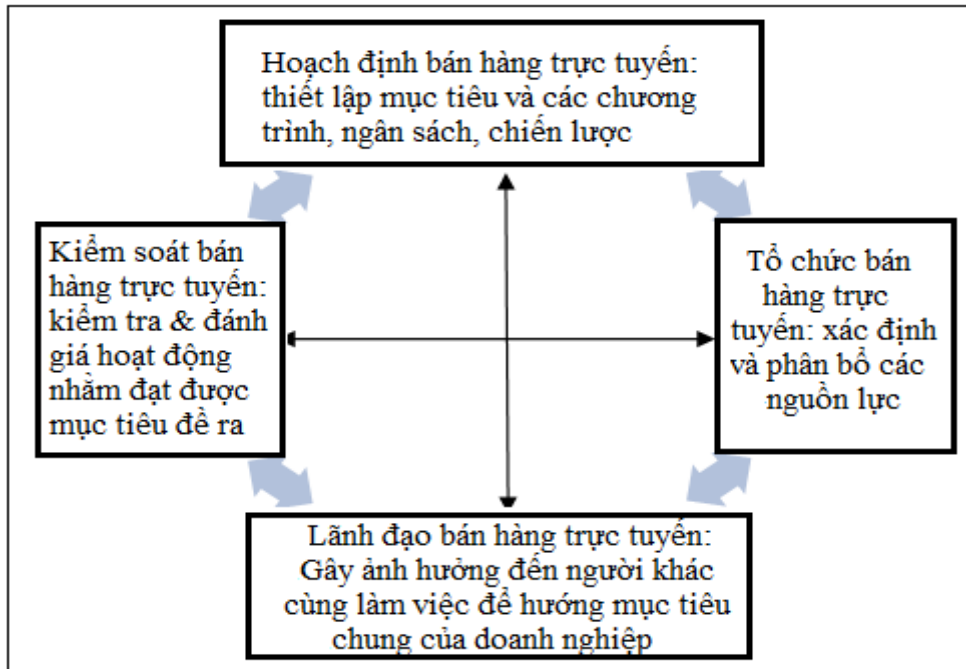 Hoạch định bán hàng trực tuyến:
thiết lập mục tiêu và các chương
trình, ngân sách, chiến lược
Kiểm soát bán
hàng trực tuyến:
kiểm tra & đánh
giá hoạt động
nhằm đạt được
mục tiêu đề ra
Tổ chức bán
hàng trực
tuyến: xác định
và phân bổ các
nguồn lực
Lãnh đạo bán hàng trực tuyến:
Gây ảnh hưởng đến người khác
cùng làm việc để hướng mục tiêu
chung của doanh nghiệp